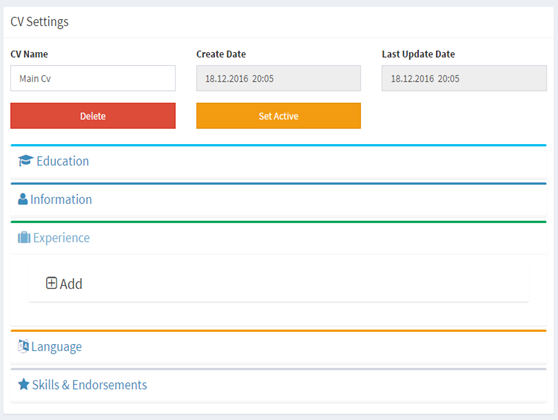 CV Settings
CV Name Create Date Last Update Date
Main Cv 18.12.2016 20:05 18.12.2016 20:05
Delete Set Active
Education
Information
Experience
Add
Language
Skills & Endorsements